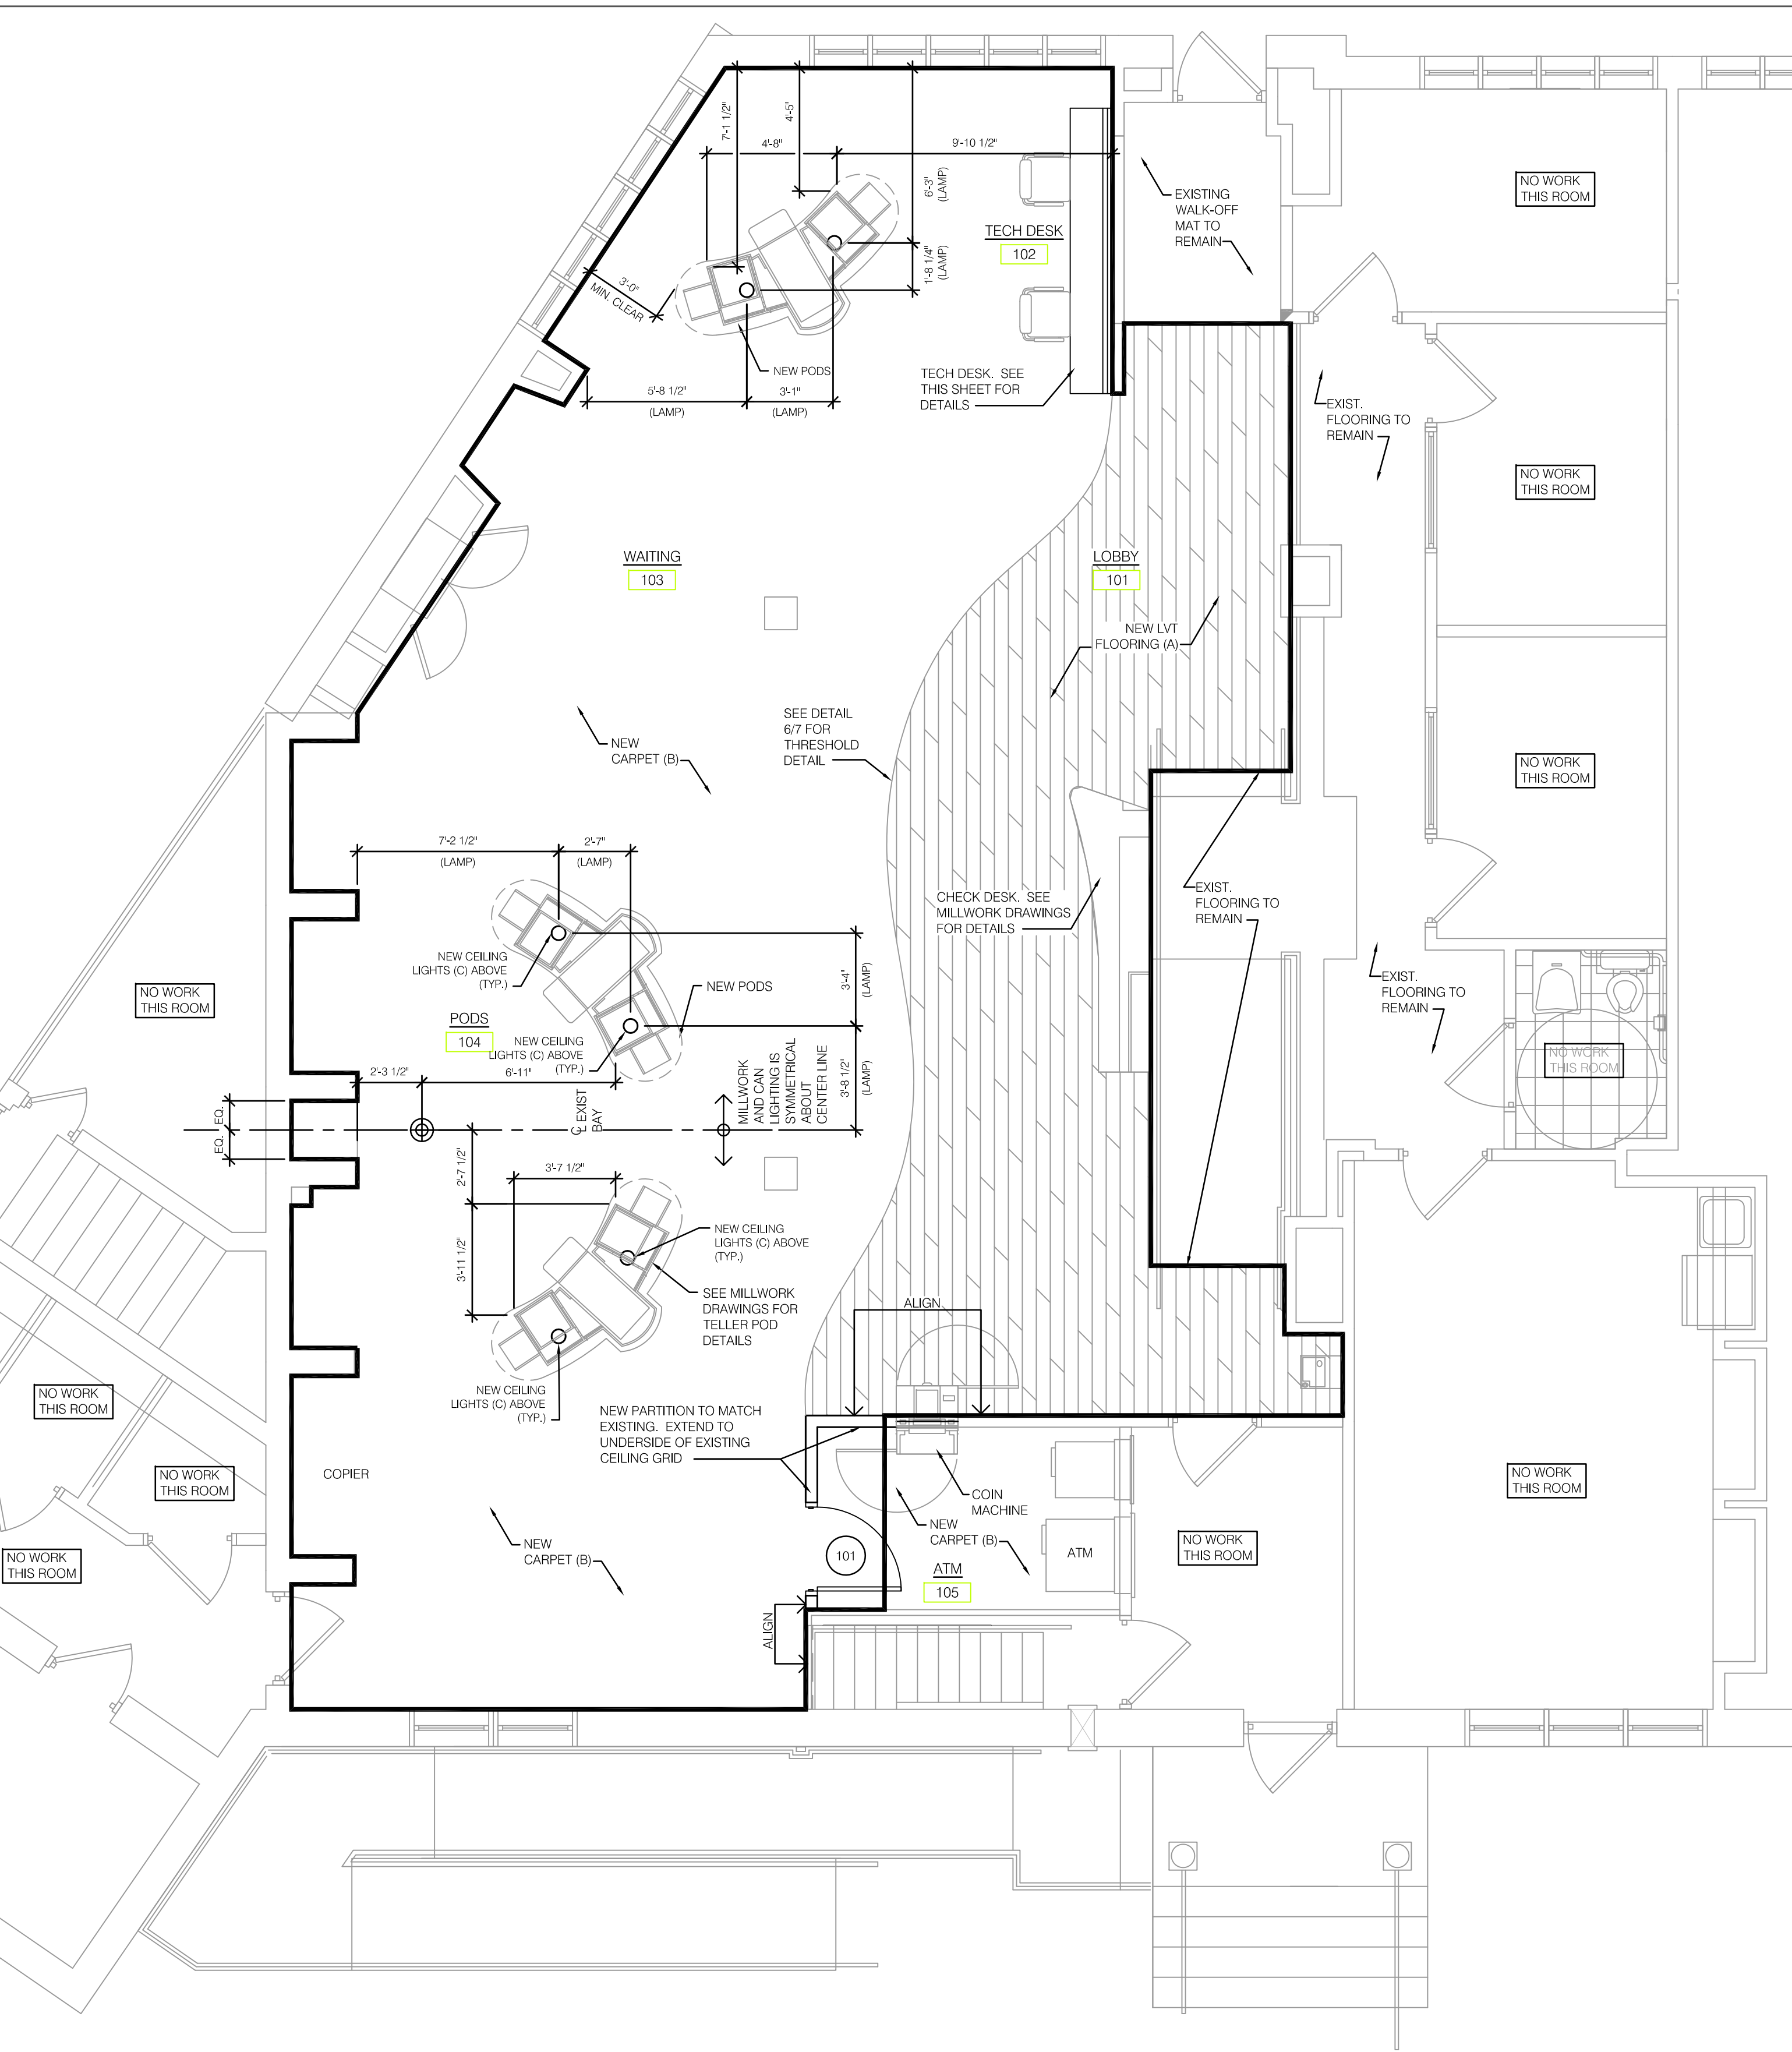 7'-1 1/2"
4'-5"
4'-8"
9'-10 1/2"
6'-3"
(LAMP)
1'-8 1/4"
(LAMP)
3'-0"
MIN. CLEAR
TECH DESK
102
EXISTING
WALK-OFF
MAT TO
REMAIN
NO WORK
THIS ROOM
NEW PODS
5'-8 1/2"
(LAMP)
3'-1"
(LAMP)
TECH DESK. SEE
THIS SHEET FOR
DETAILS
EXIST.
FLOORING TO
REMAIN
NO WORK
THIS ROOM
WAITING
103
LOBBY
101
NEW LVT
FLOORING (A)
SEE DETAIL
6/7 FOR
THRESHOLD
DETAIL
NEW
CARPET (B)
NO WORK
THIS ROOM
7'-2 1/2"
(LAMP)
2'-7"
(LAMP)
CHECK DESK. SEE
MILLWORK DRAWINGS
FOR DETAILS
EXIST.
FLOORING TO
REMAIN
NEW CEILING
LIGHTS (C) ABOVE
(TYP.)
3'-4"
(LAMP)
NEW PODS
NO WORK
THIS ROOM
EXIST.
FLOORING TO
REMAIN
PODS
104
NEW CEILING
LIGHTS (C) ABOVE
(TYP.)
NO WORK
THIS ROOM
2'-3 1/2"
6'-11"
MILLWORK
AND CAN
LIGHTING IS
SYMMETRICAL
ABOUT
CENTER LINE
3'-8 1/2"
(LAMP)
EQ.
EQ.
℄ EXIST
BAY
2'-7 1/2"
3'-7 1/2"
3'-11 1/2"
NEW CEILING
LIGHTS (C) ABOVE
(TYP.)
SEE MILLWORK
DRAWINGS FOR
TELLER POD
DETAILS
ALIGN
NEW CEILING
LIGHTS (C) ABOVE
(TYP.)
NEW PARTITION TO MATCH
EXISTING. EXTEND TO
UNDERSIDE OF EXISTING
CEILING GRID
NO WORK
THIS ROOM
COPIER
NO WORK
THIS ROOM
COIN
MACHINE
NO WORK
THIS ROOM
NEW
CARPET (B)
NEW
CARPET (B)
101
ATM
NO WORK
THIS ROOM
NO WORK
THIS ROOM
ATM
105
ALIGN